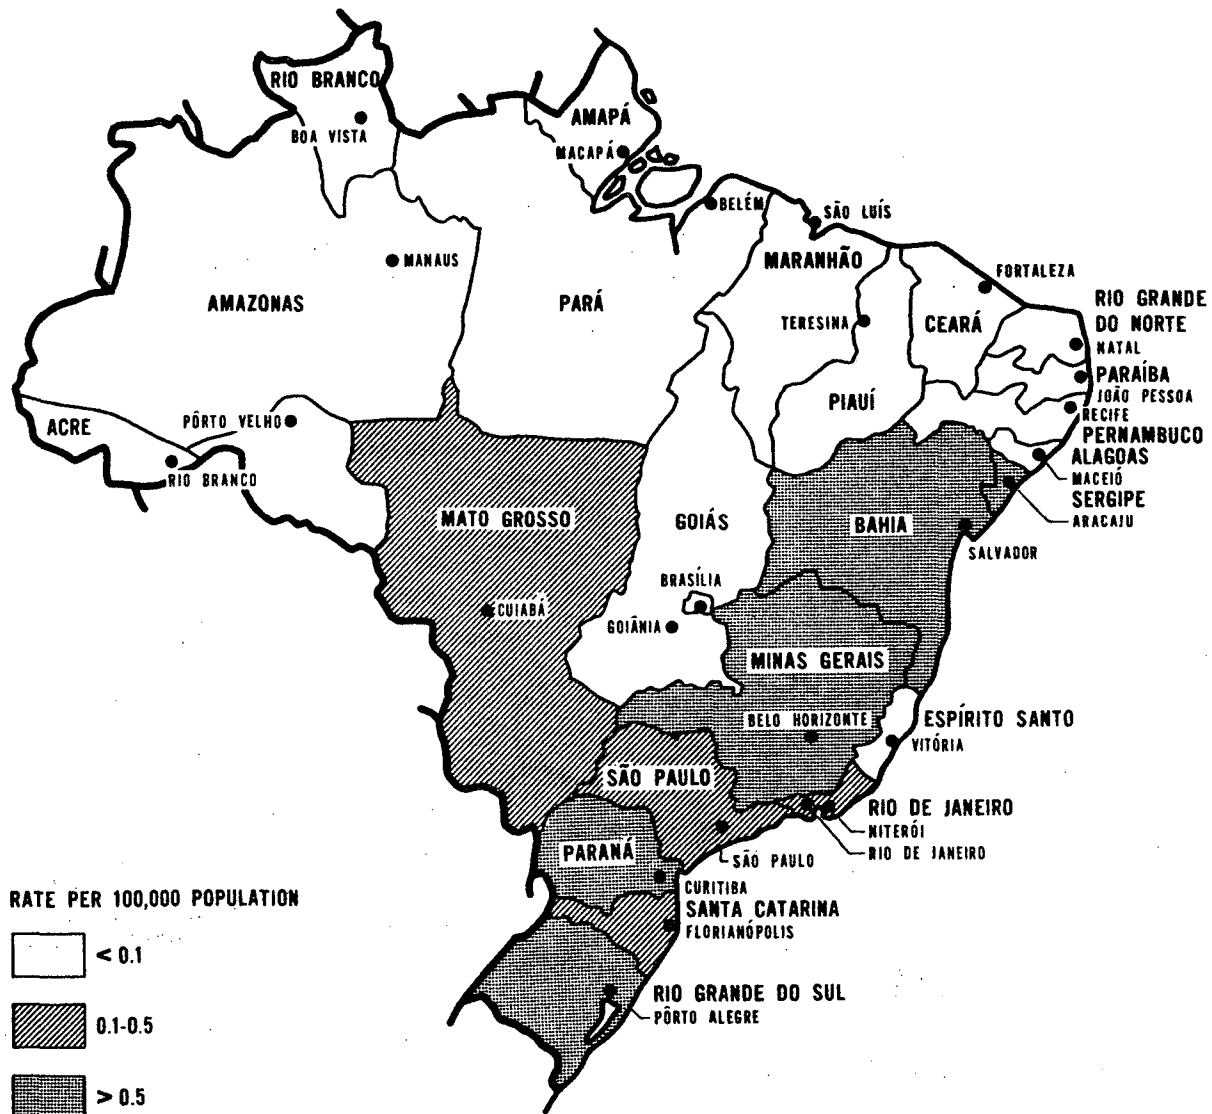 RIO BRANCO
BOA VISTA
AMAPÁ
MACAPÁ
BELÉM
SÃO LUÍS
MANAUS
MARANHÃO
FORTALEZA
AMAZONAS
PARÁ
TERESINA
CEARÁ
RIO GRANDE
DO NORTE
NATAL
PARAÍBA
JOÃO PESSOA
RECIFE
PIAUÍ
ACRE
PÔRTO VELHO
PERNAMBUCO
ALAGOAS
MACEIÓ
RIO BRANCO
SERGIPE
ARACAJU
MATO GROSSO
GOIÁS
BAHIA
SALVADOR
BRASÍLIA
CUIABÁ
GOIÂNIA
MINAS GERAIS
BELO HORIZONTE
ESPÍRITO SANTO
VITÓRIA
SÃO PAULO
RIO DE JANEIRO
NITERÓI
RIO DE JANEIRO
PARANÁ
SÃO PAULO
CURITIBA
SANTA CATARINA
FLORIANÓPOLIS
RIO GRANDE DO SUL
PÔRTO ALEGRE
RATE PER 100,000 POPULATION
< 0.1
0.1-0.5
> 0.5